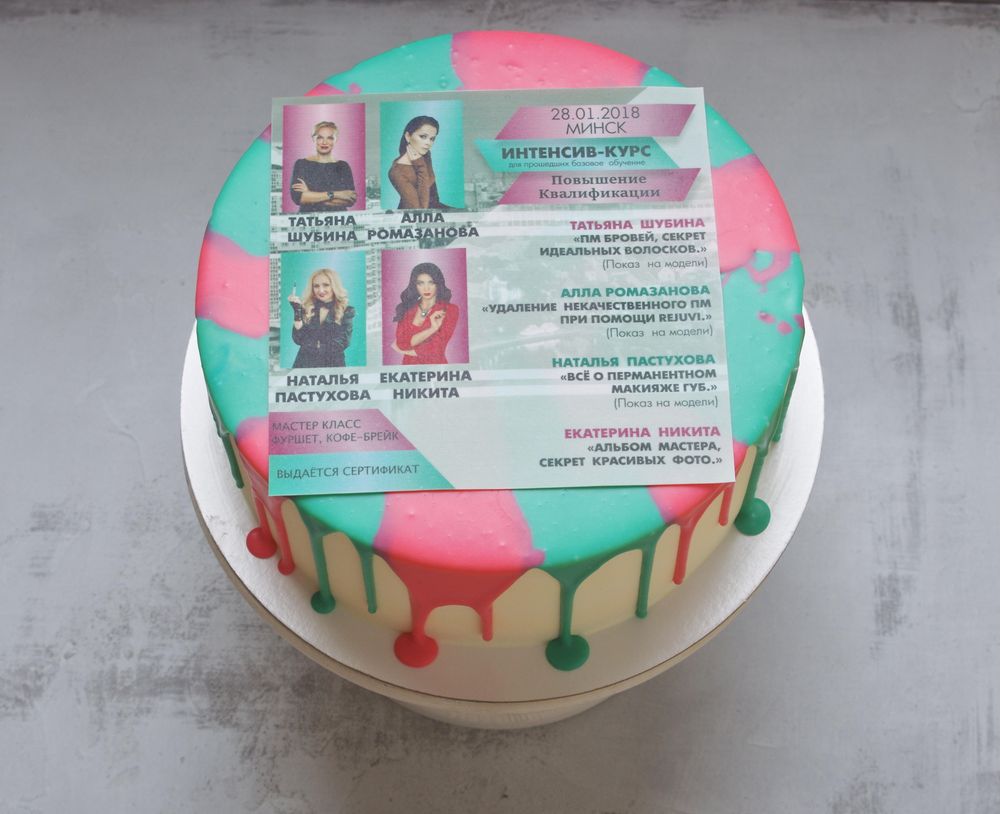 28.01.2018
МИНСК
ИНТЕНСИВ-КУРС
для прошедших базовое обучение
Повышение
Квалификации
ТАТЬЯНА
ШУБИНА
АЛЛА
РОМАЗАНОВА
НАТАЛЬЯ
ПАСТУХОВА
ЕКАТЕРИНА
НИКИТА
ТАТЬЯНА ШУБИНА
«ПМ БРОВЕЙ, СЕКРЕТ
ИДЕАЛЬНЫХ ВОЛОСКОВ.»
(Показ на модели)
АЛЛА РОМАЗАНОВА
«УДАЛЕНИЕ НЕКАЧЕСТВЕННОГО ПМ
ПРИ ПОМОЩИ REJUVI.»
(Показ на модели)
НАТАЛЬЯ ПАСТУХОВА
«ВСЁ О ПЕРМАНЕНТНОМ
МАКИЯЖЕ ГУБ.»
(Показ на модели)
ЕКАТЕРИНА НИКИТА
«АЛЬБОМ МАСТЕРА,
СЕКРЕТ КРАСИВЫХ ФОТО.»
МАСТЕР КЛАСС
ФУРШЕТ, КОФЕ-БРЕЙК
ВЫДАЁТСЯ СЕРТИФИКАТ